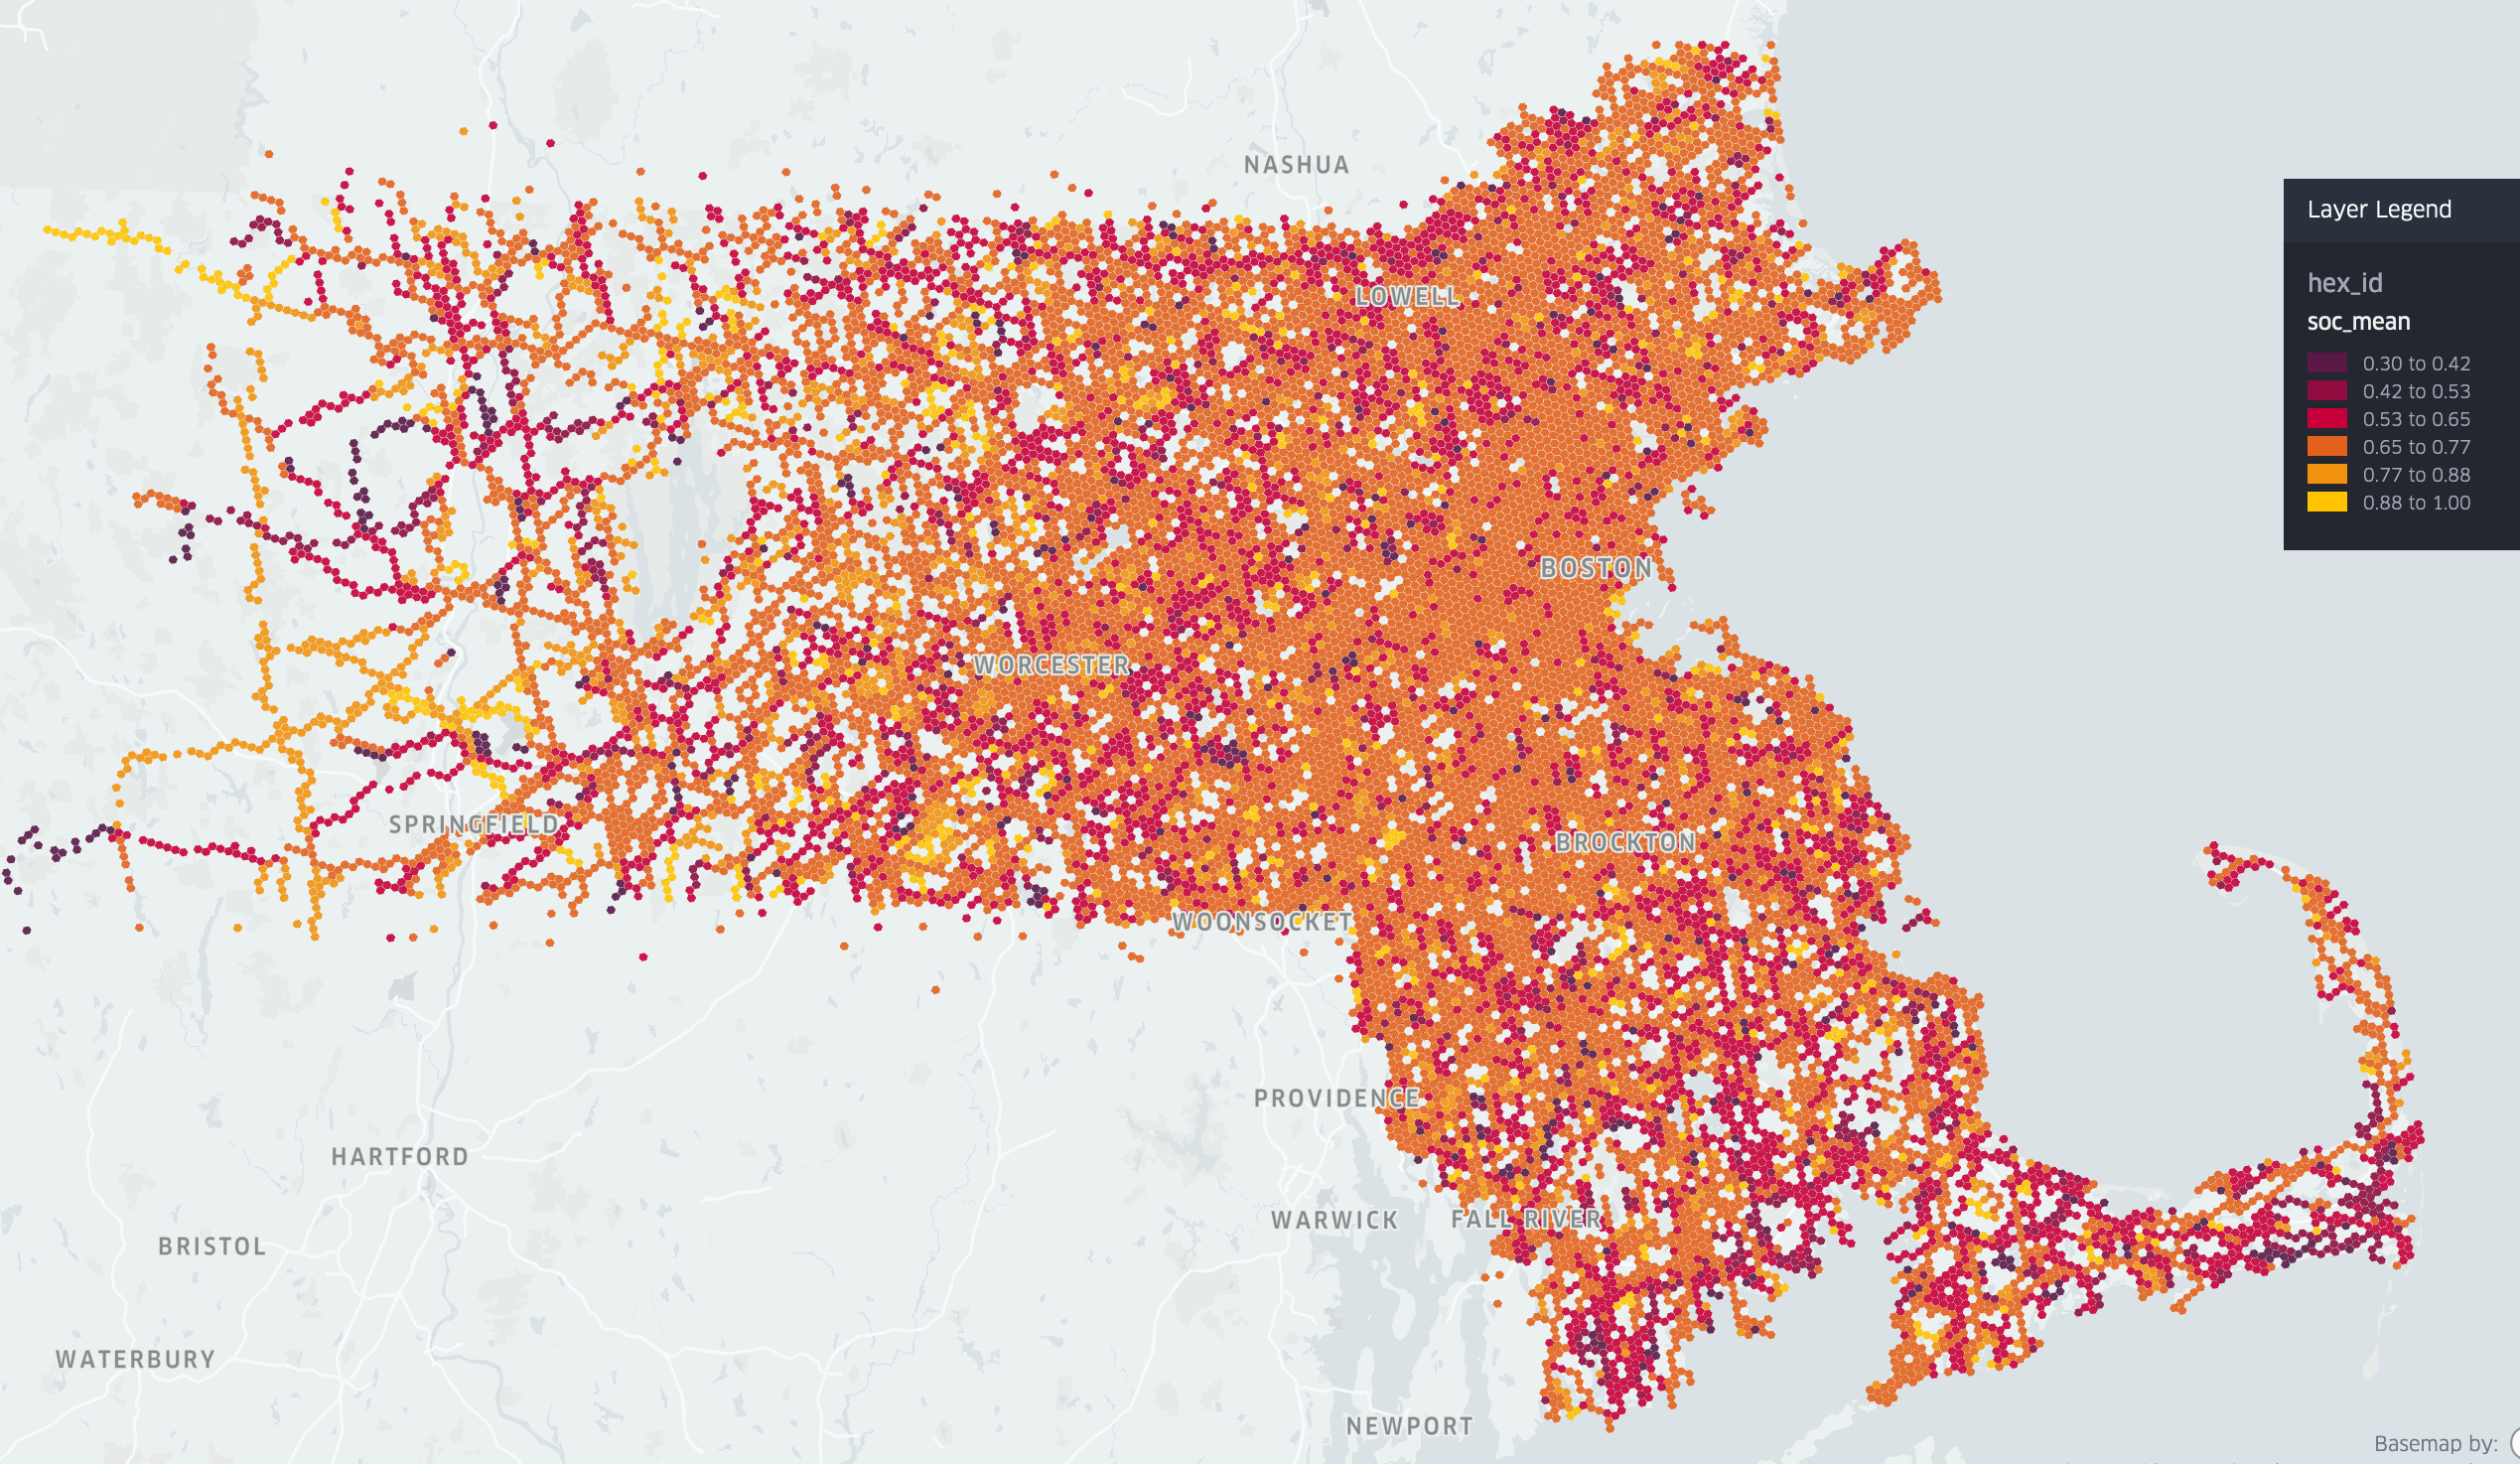 NASHUA
Layer Legend
hex_id
LOWELL
soc_mean
0.30 to 0.42
0.42 to 0.53
0.53 to 0.65
0.65 to 0.77
0.77 to 0.88
0.88 to 1.00
BOSTON
WORCESTER
SPRINGFIELD
BROCKTON
WOONSOCKET
PROVIDENCE
HARTFORD
WARWICK
FALL RIVER
BRISTOL
WATERBURY
NEWPORT
Basemap by: